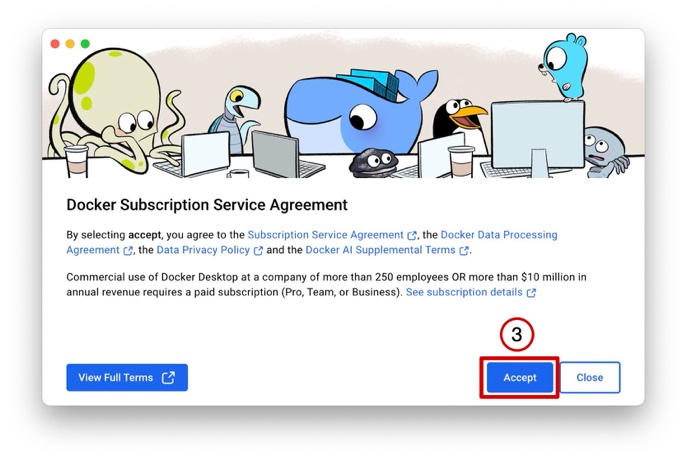 Docker Subscription Service Agreement
By selecting accept, you agree to the Subscription Service Agreement, the Docker Data Processing
Agreement, the Data Privacy Policy and the Docker AI Supplemental Terms.
Commercial use of Docker Desktop at a company of more than 250 employees OR more than $10 million in
annual revenue requires a paid subscription (Pro, Team, or Business). See subscription details
3
View Full Terms
Accept
Close